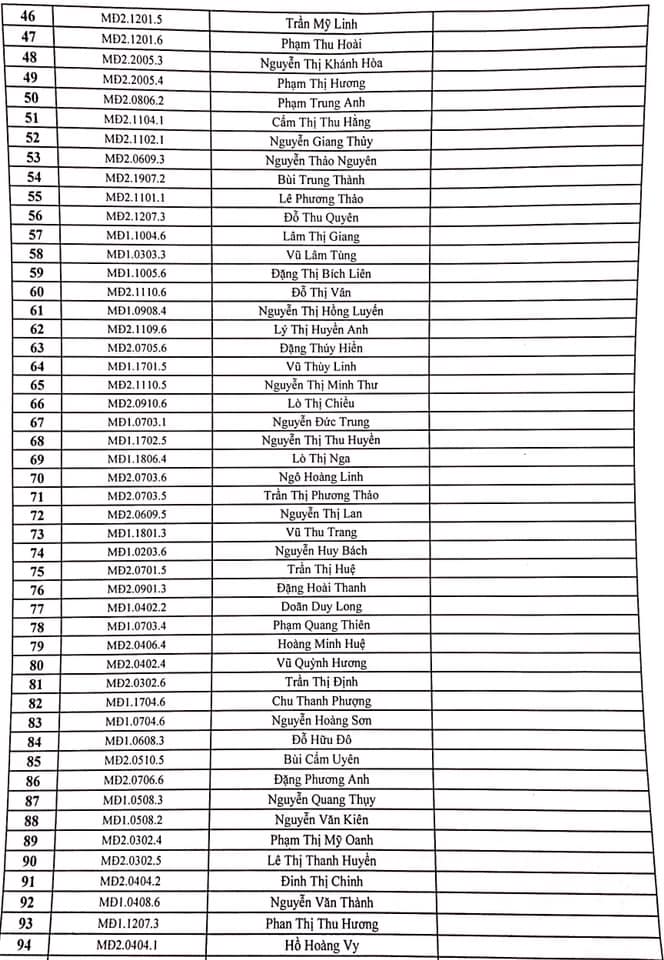 46 MĐ2.1201.5 Trần Mỹ Linh
47 MĐ2.1201.6 Phạm Thu Hoài
48 MĐ2.2005.3 Nguyễn Thị Khánh Hòa
49 MĐ2.2005.4 Phạm Thị Hương
50 MĐ2.0806.2 Phạm Trung Anh
51 MĐ2.1104.1 Cầm Thị Thu Hằng
52 MĐ2.1102.1 Nguyễn Giang Thủy
53 MĐ2.0609.3 Nguyễn Thảo Nguyên
54 MĐ2.1907.2 Bùi Trung Thành
55 MĐ2.1101.1 Lê Phương Thảo
56 MĐ2.1207.3 Đỗ Thu Quyên
57 MĐ1.1004.6 Lâm Thị Giang
58 MĐ1.0303.3 Vũ Lâm Tùng
59 MĐ1.1005.6 Đặng Thị Bích Liên
60 MĐ2.1110.6 Đỗ Thị Vân
61 MĐ1.0908.4 Nguyễn Thị Hồng Luyến
62 MĐ2.1109.6 Lý Thị Huyền Anh
63 MĐ2.0705.6 Đặng Thúy Hiền
64 MĐ1.1701.5 Vũ Thùy Linh
65 MĐ2.1110.5 Nguyễn Thị Minh Thư
66 MĐ2.0910.6 Lò Thị Chiều
67 MĐ1.0703.1 Nguyễn Đức Trung
68 MĐ1.1702.5 Nguyễn Thị Thu Huyền
69 MĐ1.1806.4 Lò Thị Nga
70 MĐ2.0703.6 Ngô Hoàng Linh
71 MĐ2.0703.5 Trần Thị Phương Thảo
72 MĐ2.0609.5 Nguyễn Thị Lan
73 MĐ1.1801.3 Vũ Thu Trang
74 MĐ1.0203.6 Nguyễn Huy Bách
75 MĐ2.0701.5 Trần Thị Huệ
76 MĐ2.0901.3 Đặng Hoài Thanh
77 MĐ1.0402.2 Doãn Duy Long
78 MĐ1.0703.4 Phạm Quang Thiên
79 MĐ2.0406.4 Hoàng Minh Huệ
80 MĐ2.0402.4 Vũ Quỳnh Hương
81 MĐ2.0302.6 Trần Thị Định
82 MĐ1.1704.6 Chu Thanh Phượng
83 MĐ1.0704.6 Nguyễn Hoàng Sơn
84 MĐ1.0608.3 Đỗ Hữu Đô
85 MĐ2.0510.5 Bùi Cẩm Uyên
86 MĐ2.0706.6 Đặng Phương Anh
87 MĐ1.0508.3 Nguyễn Quang Thụy
88 MĐ1.0508.2 Nguyễn Văn Kiên
89 MĐ2.0302.4 Phạm Thị Mỹ Oanh
90 MĐ2.0302.5 Lê Thị Thanh Huyền
91 MĐ2.0404.2 Đinh Thị Chinh
92 MĐ1.0408.6 Nguyễn Văn Thành
93 MĐ1.1207.3 Phan Thị Thu Hương
94 MĐ2.0404.1 Hồ Hoàng Vy